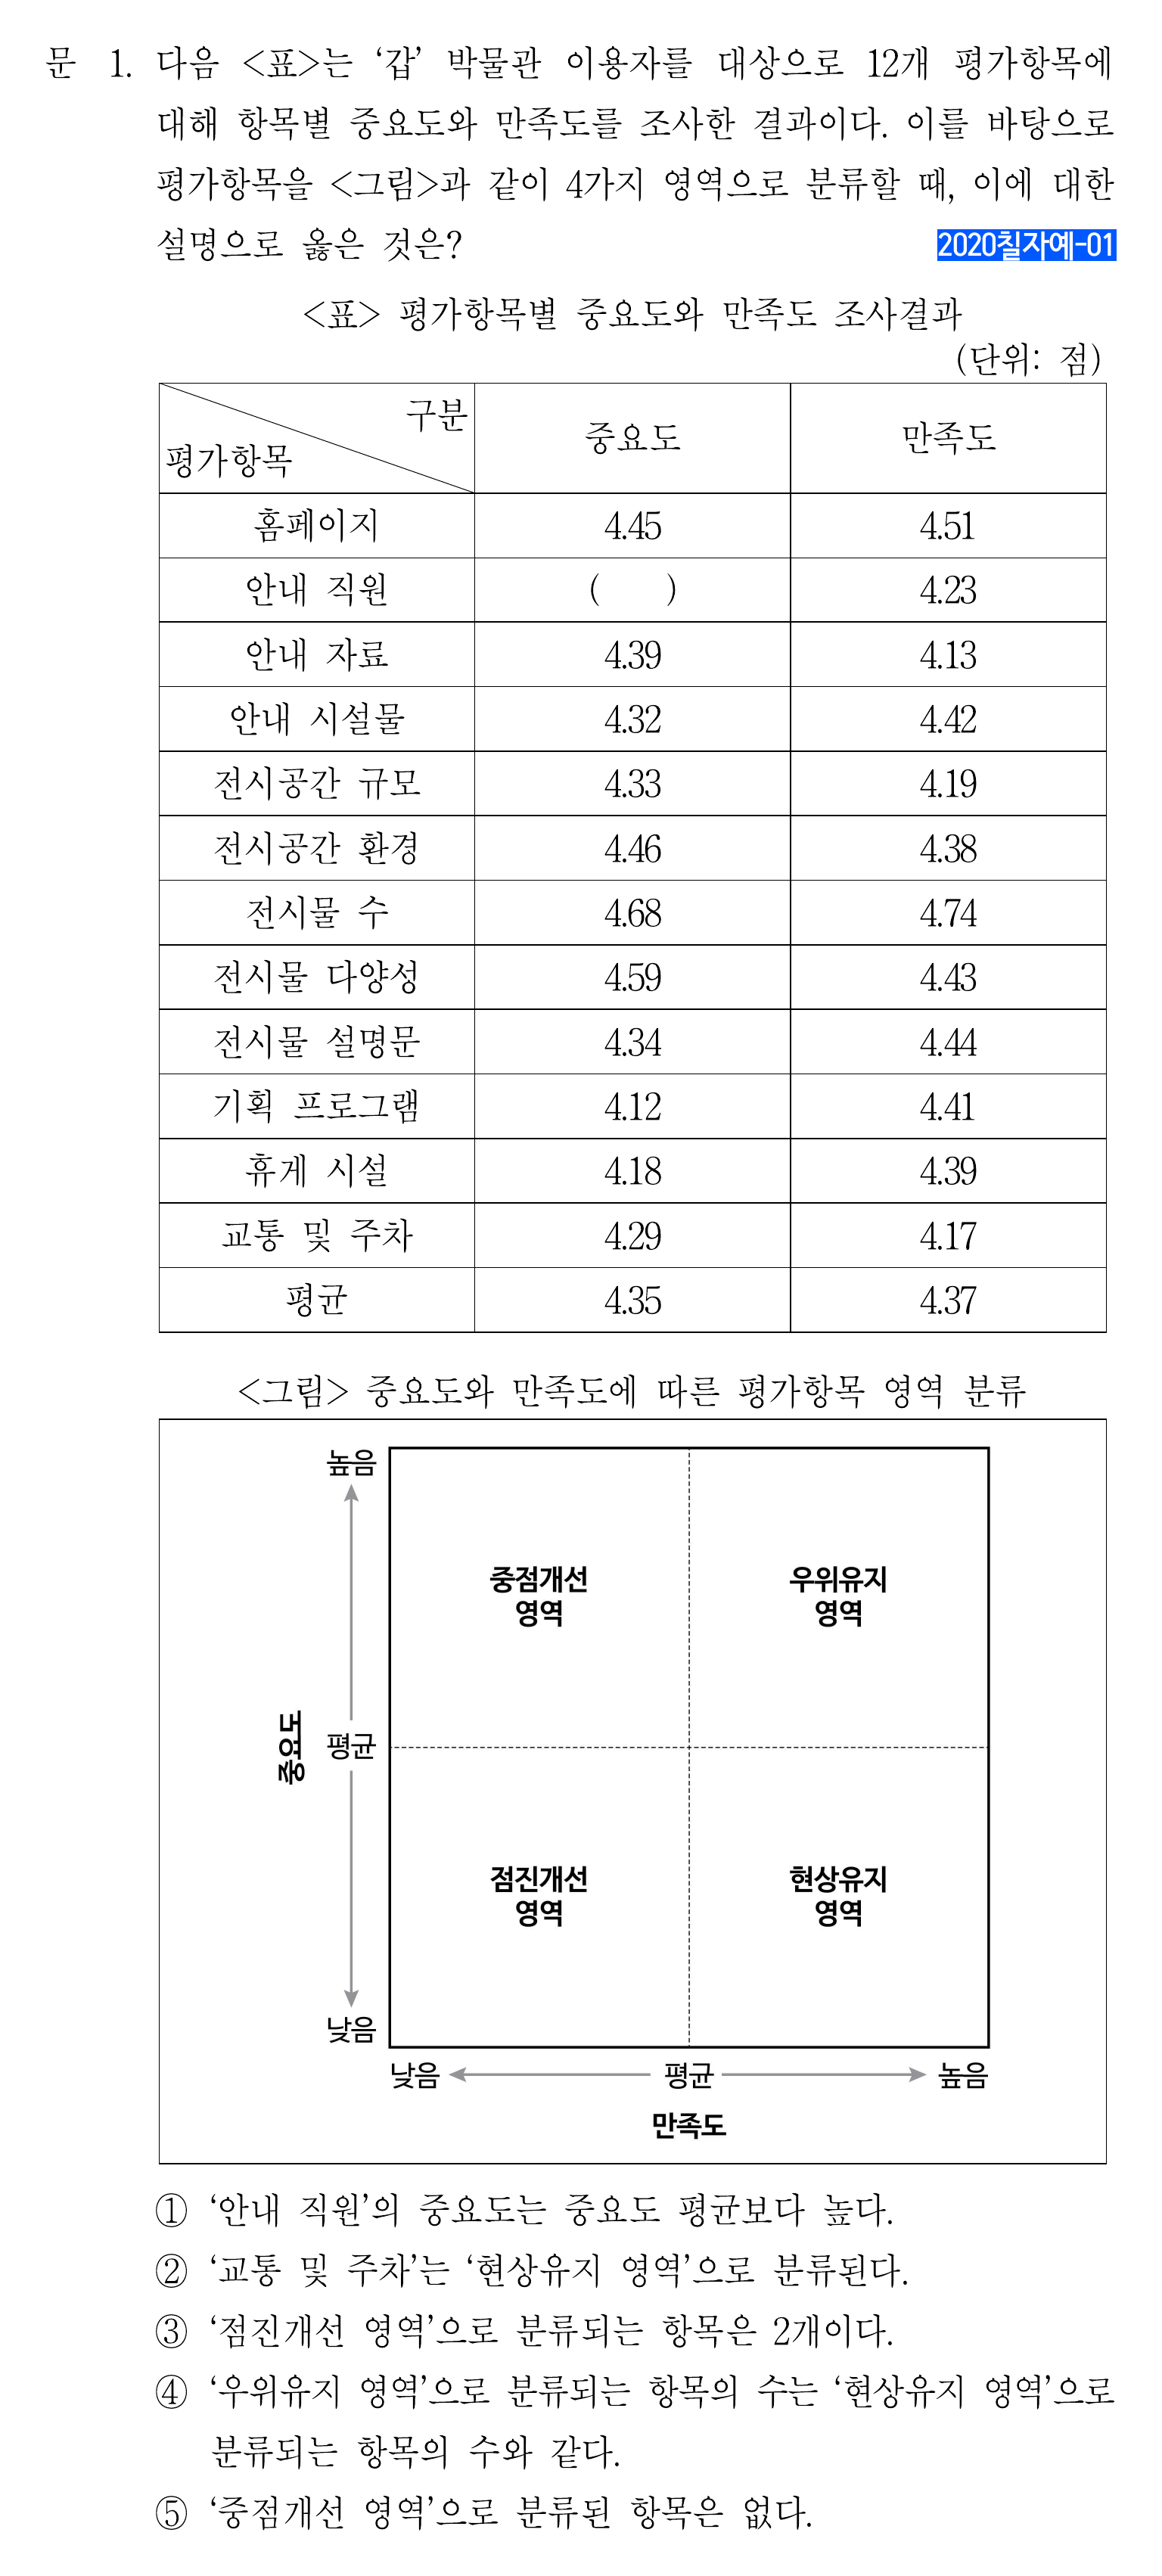 문 1. 다음 <표>는 ‘갑’ 박물관 이용자를 대상으로 12개 평가항목에
대해 항목별 중요도와 만족도를 조사한 결과이다. 이를 바탕으로
평가항목을 <그림>과 같이 4가지 영역으로 분류할 때, 이에 대한
설명으로 옳은 것은? 2020칠자예-01
<표> 평가항목별 중요도와 만족도 조사결과
(단위: 점)
구분
평가항목 중요도 만족도
홈페이지 4.45 4.51
안내 직원 ( ) 4.23
안내 자료 4.39 4.13
안내 시설물 4.32 4.42
전시공간 규모 4.33 4.19
전시공간 환경 4.46 4.38
전시물 수 4.68 4.74
전시물 다양성 4.59 4.43
전시물 설명문 4.34 4.44
기획 프로그램 4.12 4.41
휴게 시설 4.18 4.39
교통 및 주차 4.29 4.17
평균 4.35 4.37
<그림> 중요도와 만족도에 따른 평가항목 영역 분류
높음
중점개선 우위유지
영역 영역
중요도 평균
점진개선 현상유지
영역 영역
낮음
낮음 평균 높음
만족도
① ‘안내 직원’의 중요도는 중요도 평균보다 높다.
② ‘교통 및 주차’는 ‘현상유지 영역’으로 분류된다.
③ ‘점진개선 영역’으로 분류되는 항목은 2개이다.
④ ‘우위유지 영역’으로 분류되는 항목의 수는 ‘현상유지 영역’으로
분류되는 항목의 수와 같다.
⑤ ‘중점개선 영역’으로 분류된 항목은 없다.